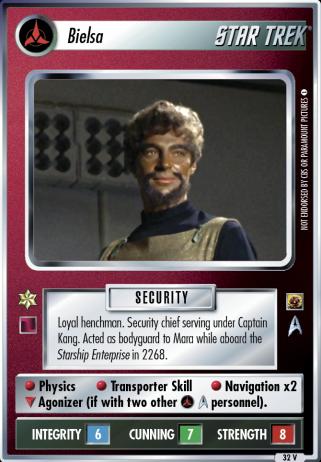 Bielsa
STAR TREK®
NOT ENDORSED BY CBS OR PARAMOUNT PICTURES
SECURITY
Loyal henchman. Security chief serving under Captain
Kang. Acted as bodyguard to Mara while aboard the
Starship Enterprise in 2268.
Physics Transporter Skill Navigation x2
Agonizer (if with two other personnel).
INTEGRITY 6 CUNNING 7 STRENGTH 8
32 V